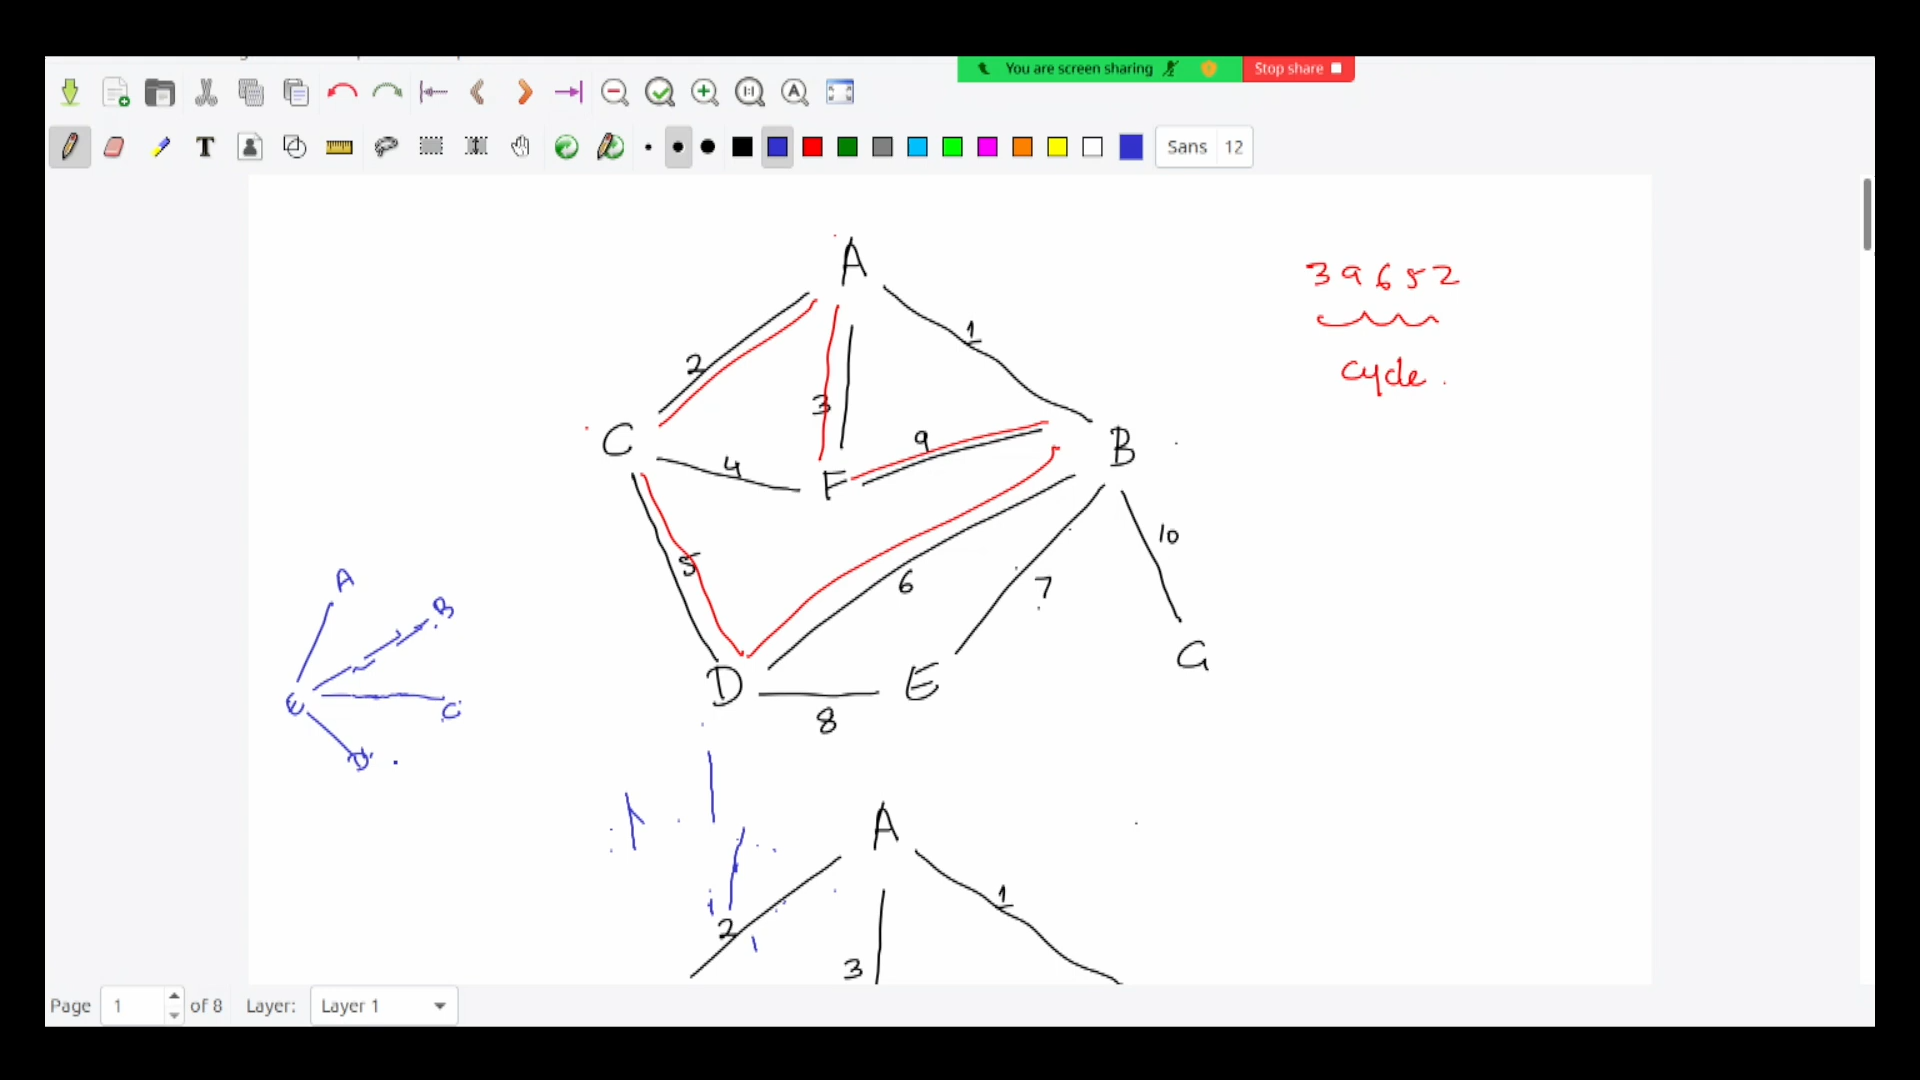 You are screen sharing
Stop share
Sans 12
A
39652
cycle.
1
2
3
9
C
4
F
B
5
6
7
10
A
B
E
C
D
D
8
E
G
A
1
2
3
Page 1 of 8 Layer: Layer 1